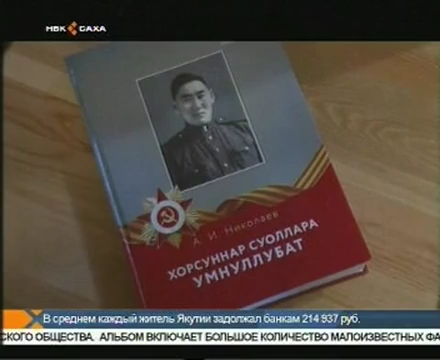 НВК САХА
А. И. Николаев
ХОРСУННАР СУОЛЛАРА
УМНУЛЛУБАТ
В среднем каждый житель Якутии задолжал банкам 214 937 руб.
СКОГО ОБЩЕСТВА. АЛЬБОМ ВКЛЮЧАЕТ БОЛЬШОЕ КОЛИЧЕСТВО МАЛОИЗВЕСТНЫХ ФА